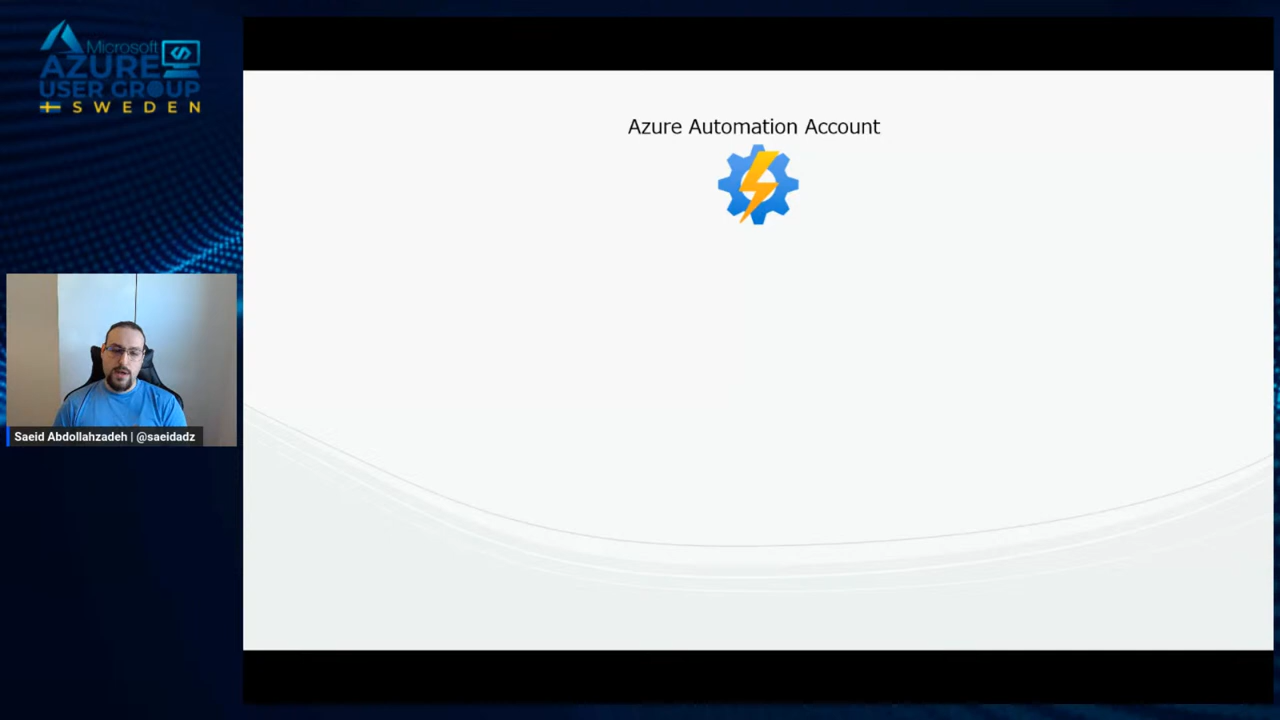 Microsoft
AZURE
USER GROUP
SWEDEN
Azure Automation Account
Saeid Abdollahzadeh | @saeidadz